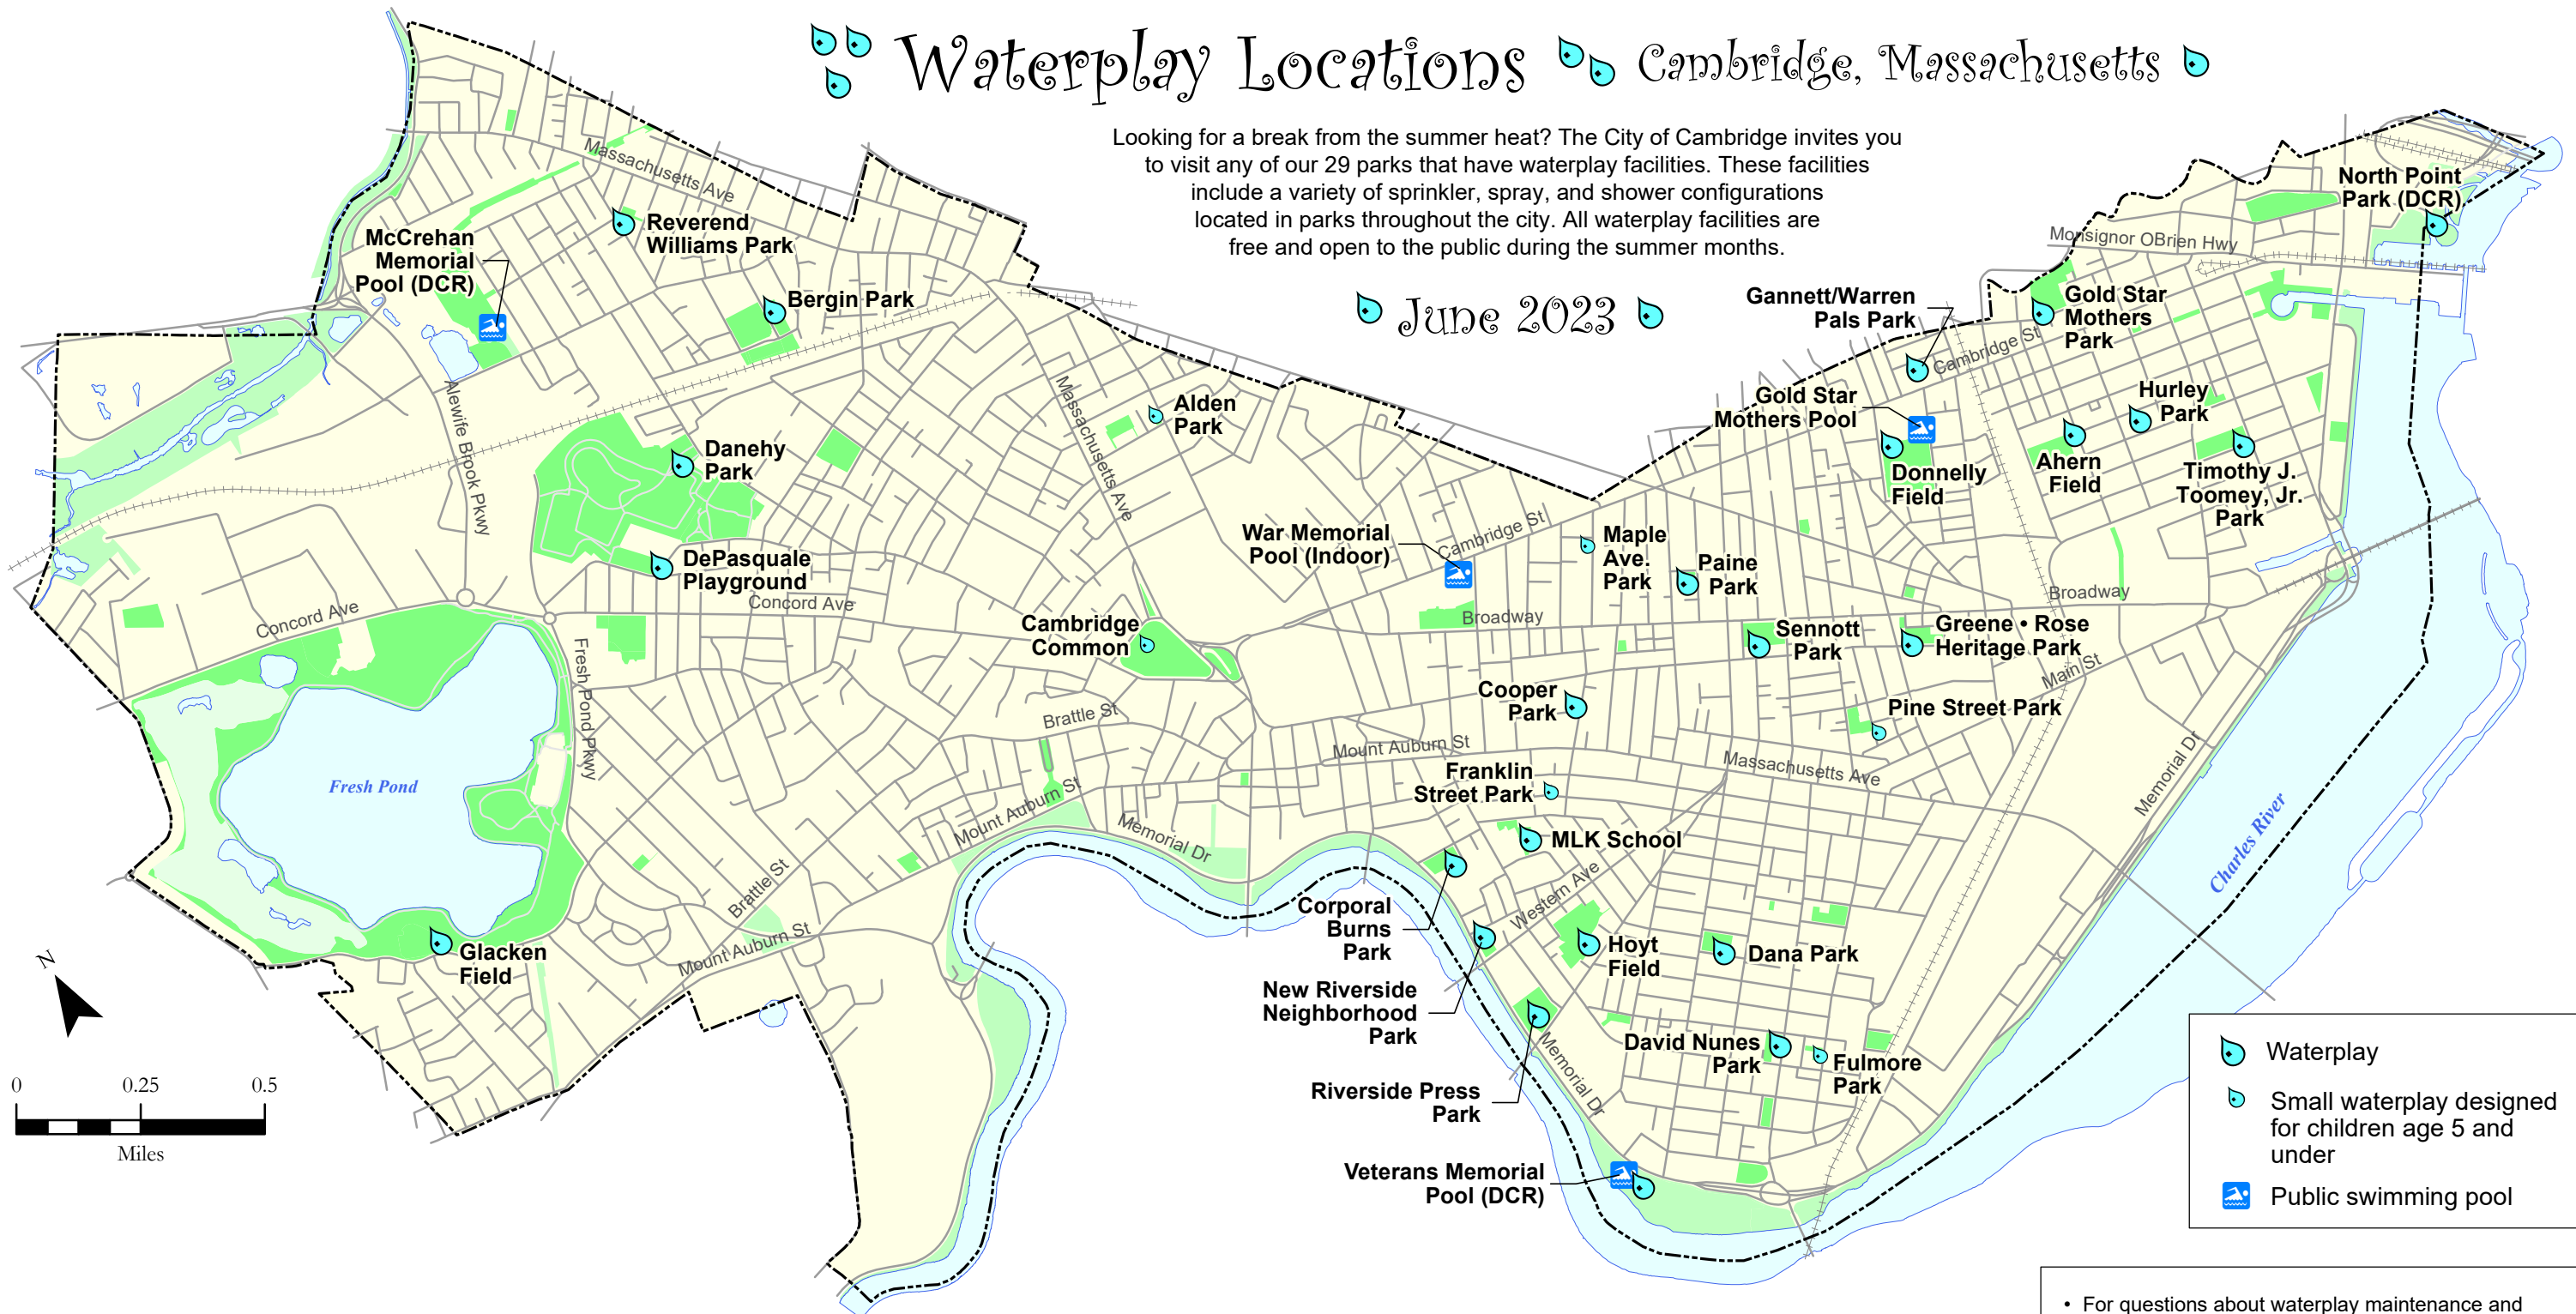 Waterplay Locations
Cambridge, Massachusetts
Looking for a break from the summer heat? The City of Cambridge invites you
to visit any of our 29 parks that have waterplay facilities. These facilities
include a variety of sprinkler, spray, and shower configurations
located in parks throughout the city. All waterplay facilities are
free and open to the public during the summer months.
June 2023
North Point
Park (DCR)
Monsignor OBrien Hwy
Massachusetts Ave
Reverend
Williams Park
McCrehan
Memorial
Pool (DCR)
Bergin Park
Gannett/Warren
Pals Park
Gold Star
Mothers
Park
Cambridge St
Alewife Brook Pkwy
Massachusetts Ave
Alden
Park
Gold Star
Mothers Pool
Hurley
Park
Danehy
Park
Donnelly
Field
Ahern
Field
Timothy J.
Toomey, Jr.
Park
War Memorial
Pool (Indoor)
Cambridge St
Maple
Ave.
Park
Paine
Park
DePasquale
Playground
Concord Ave
Concord Ave
Broadway
Broadway
Cambridge
Common
Sennott
Park
Greene • Rose
Heritage Park
Main St
Fresh Pond Pkwy
Cooper
Park
Pine Street Park
Brattle St
Mount Auburn St
Massachusetts Ave
Fresh Pond
Franklin
Street Park
Memorial Dr
Mount Auburn St
Memorial Dr
MLK School
Charles River
Brattle St
Western Ave
Corporal
Burns
Park
Mount Auburn St
Glacken
Field
Hoyt
Field
Dana Park
New Riverside
Neighborhood
Park
David Nunes
Park
Fulmore
Park
Memorial Dr
Riverside Press
Park
Veterans Memorial
Pool (DCR)
N
0 0.25 0.5
Miles
Waterplay
Small waterplay designed
for children age 5 and
under
Public swimming pool
• For questions about waterplay maintenance and